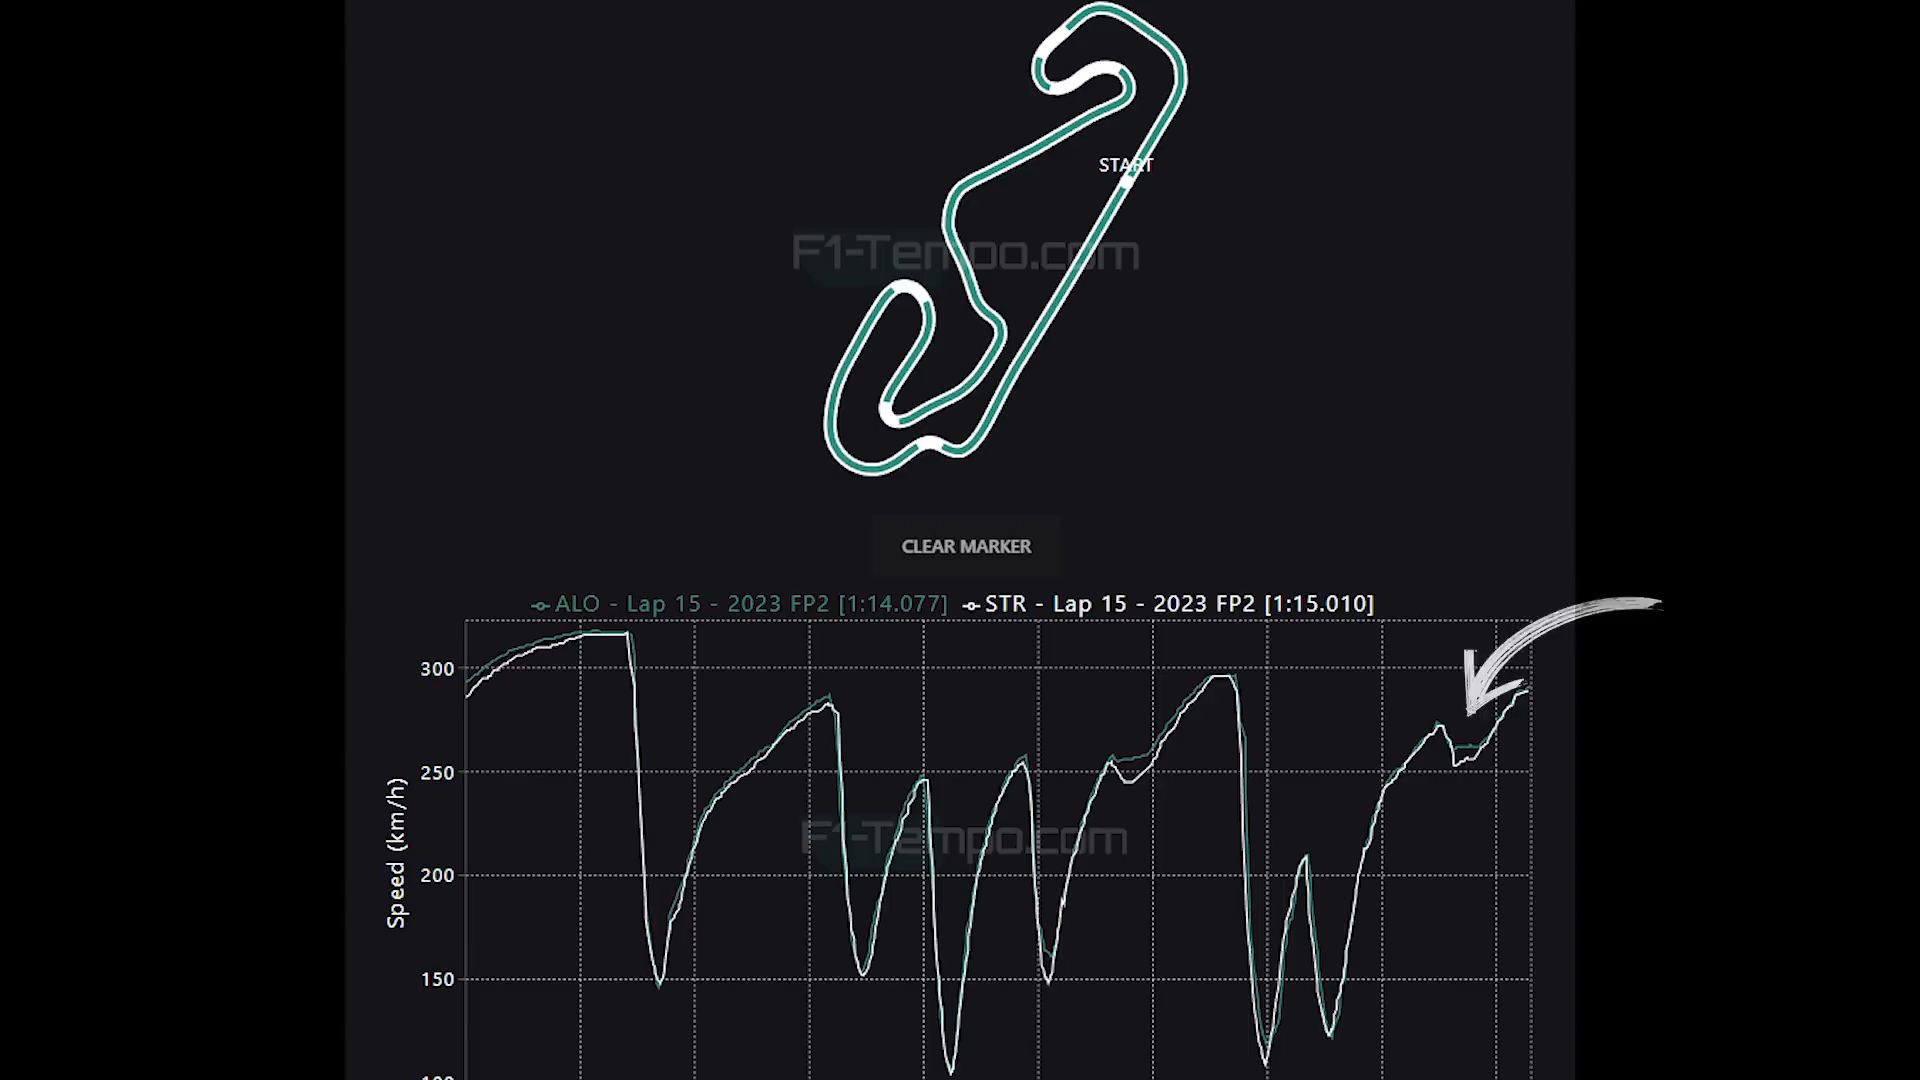 START
F1-Tempo.com
CLEAR MARKER
ALO - Lap 15 - 2023 FP2 [1:14.077] STR - Lap 15 - 2023 FP2 [1:15.010]
300
250
F1-Tempo.com
200
150
Speed (km/h)